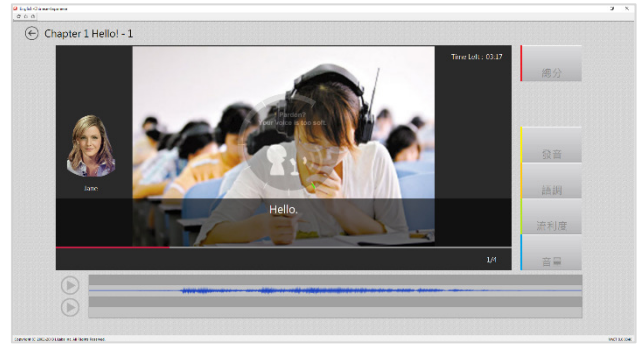 Chapter 1 Hello! - 1
Time Left : 03:17
總分
Pardon?
Your voice is too soft
發音
Jane
語調
Hello.
流利度
1/4
音量